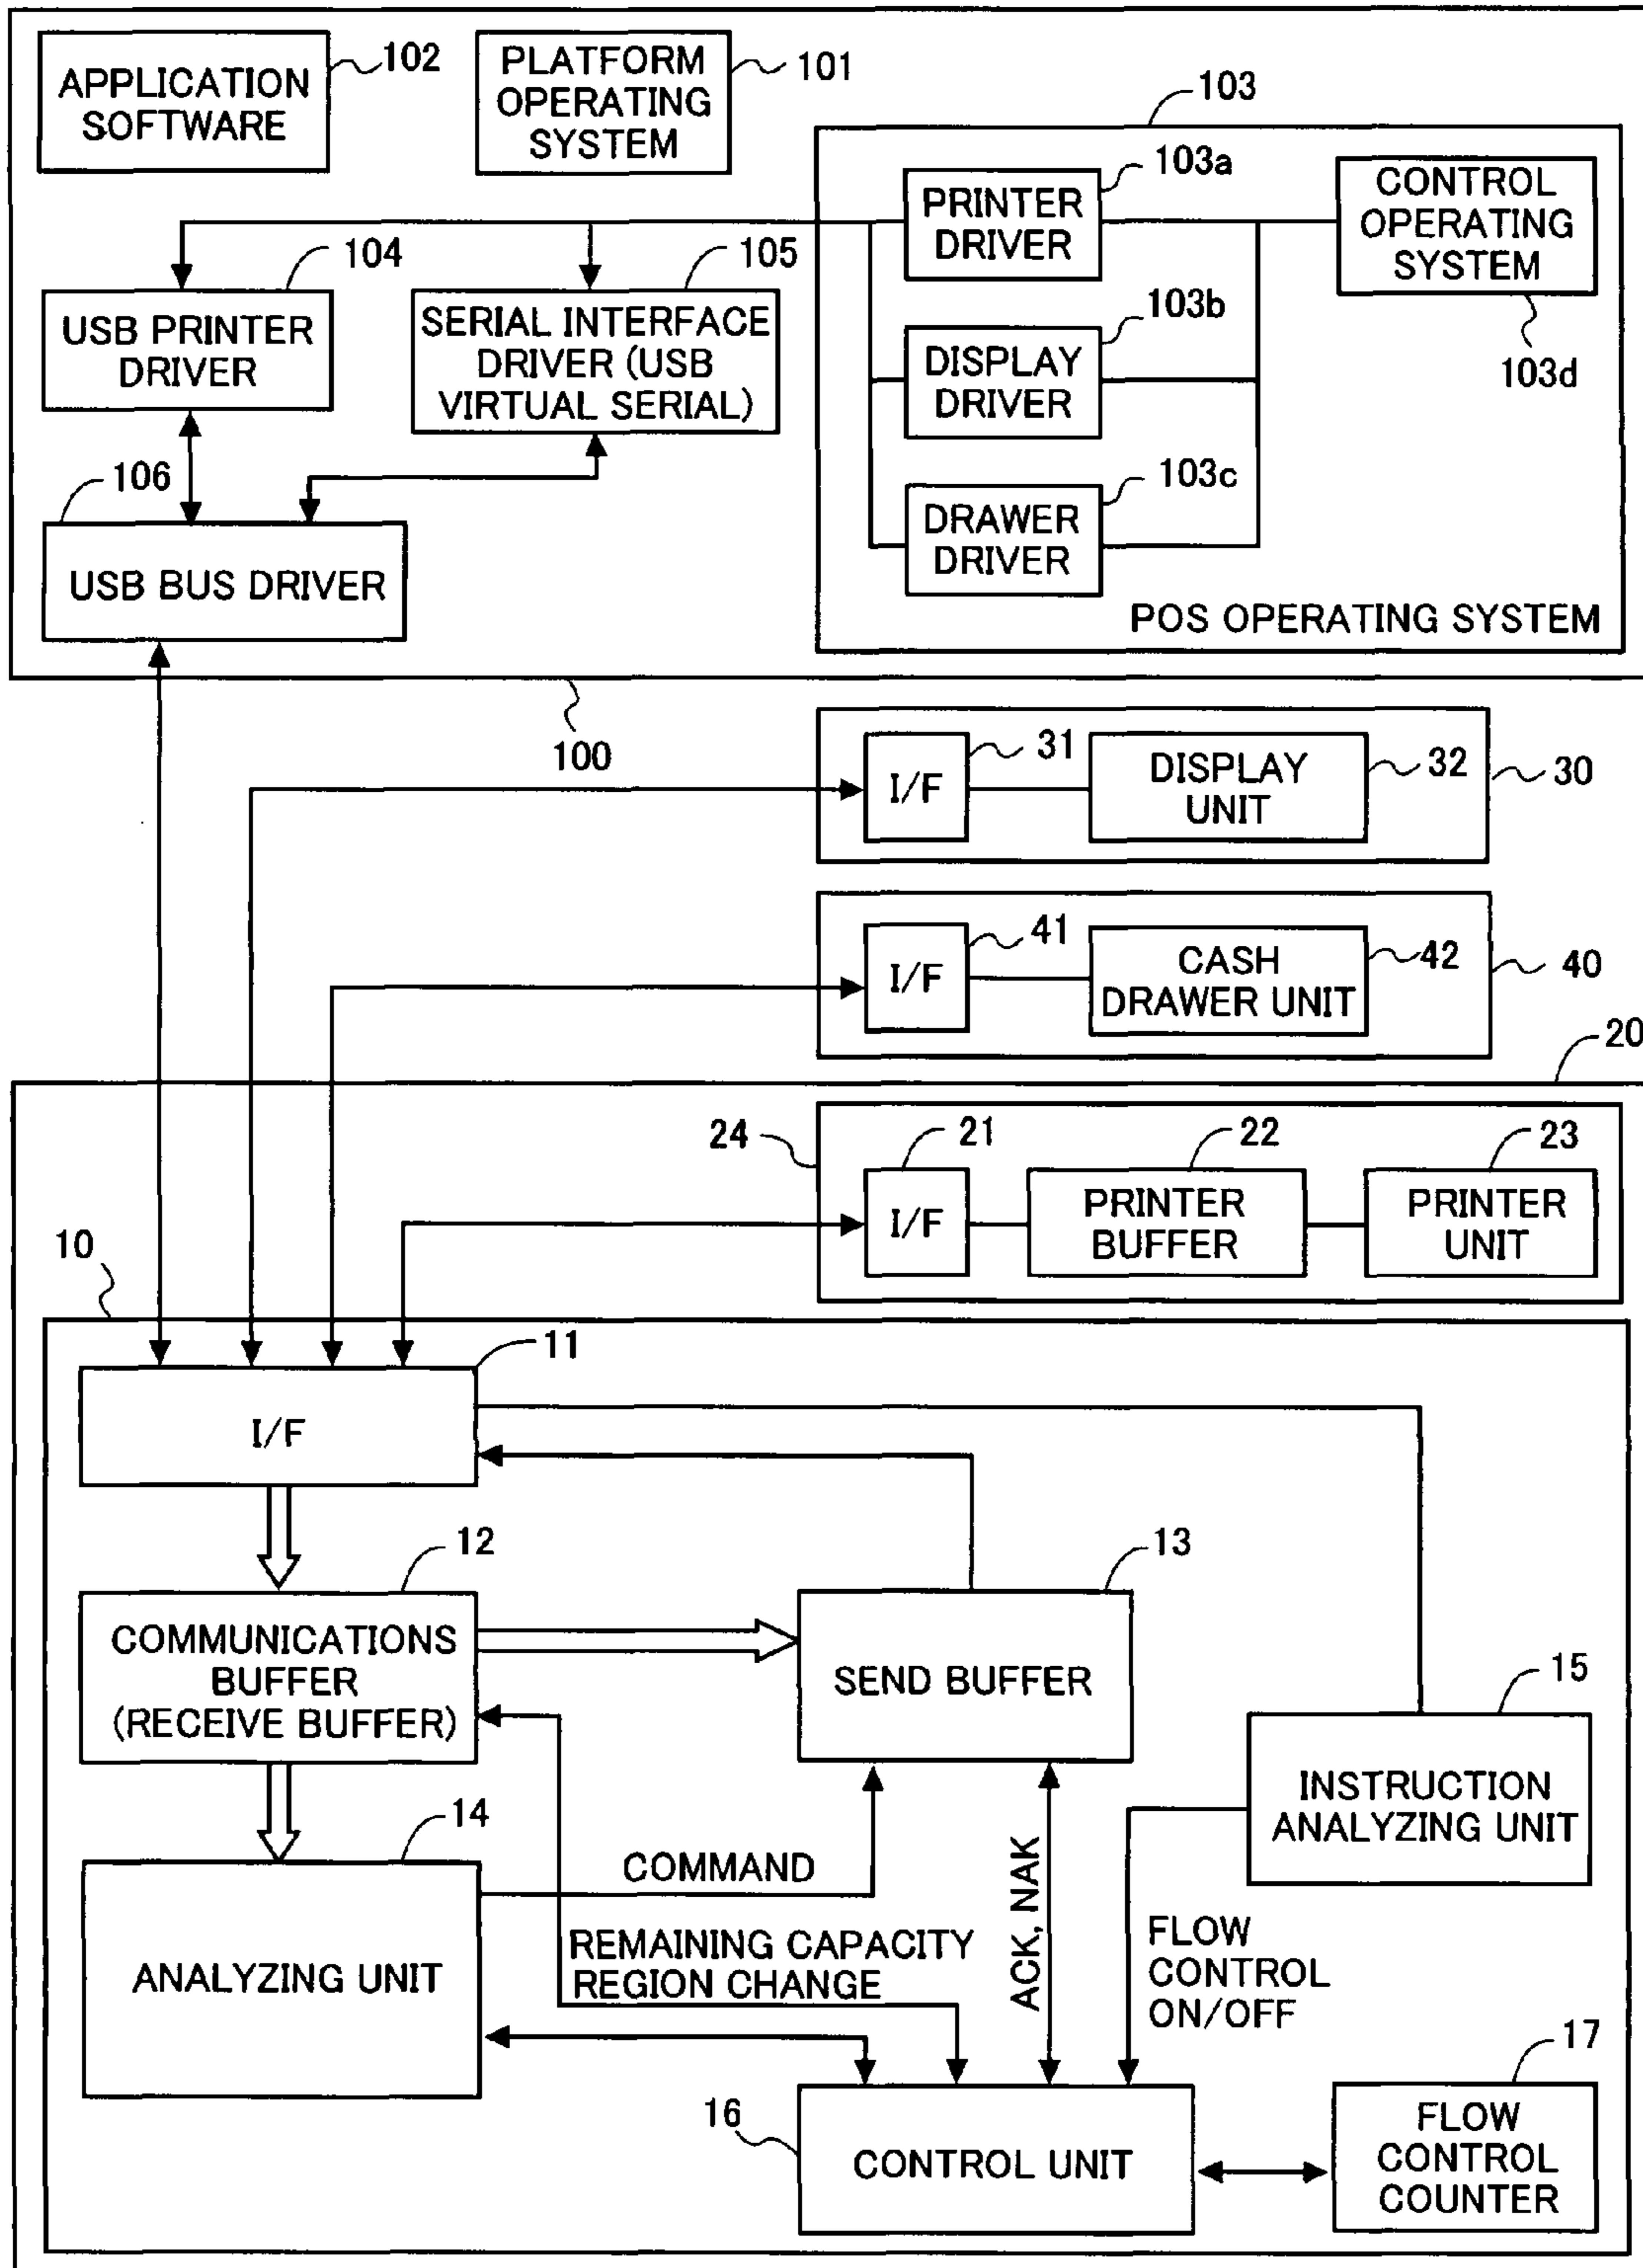 APPLICATION
SOFTWARE
102
PLATFORM
OPERATING
SYSTEM
101
103
PRINTER
DRIVER
103a
CONTROL
OPERATING
SYSTEM
103d
104
USB PRINTER
DRIVER
105
SERIAL INTERFACE
DRIVER (USB
VIRTUAL SERIAL)
103b
DISPLAY
DRIVER
103c
DRAWER
DRIVER
106
USB BUS DRIVER
POS OPERATING SYSTEM
100
I/F
31
DISPLAY
UNIT
32
30
I/F
41
CASH
DRAWER UNIT
42
40
20
24
21
I/F
22
PRINTER
BUFFER
23
PRINTER
UNIT
10
11
I/F
12
COMMUNICATIONS
BUFFER
(RECEIVE BUFFER)
13
SEND BUFFER
15
INSTRUCTION
ANALYZING UNIT
14
ANALYZING UNIT
COMMAND
REMAINING CAPACITY
REGION CHANGE
ACK, NAK
FLOW
CONTROL
ON/OFF
16
CONTROL UNIT
17
FLOW
CONTROL
COUNTER